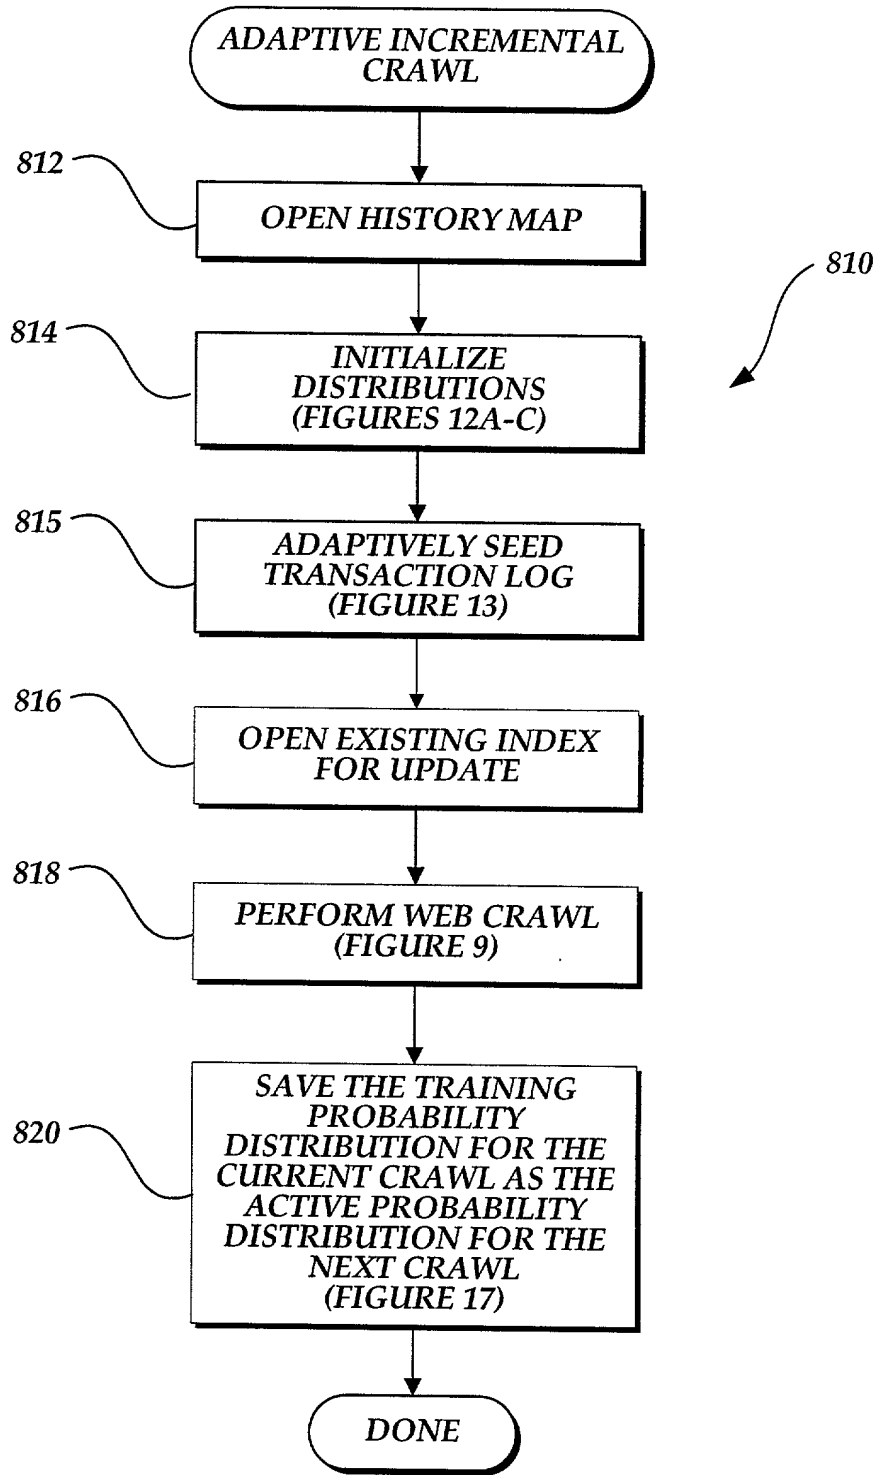 ADAPTIVE INCREMENTAL
CRAWL
812
OPEN HISTORY MAP
810
814
INITIALIZE
DISTRIBUTIONS
(FIGURES 12A-C)
815
ADAPTIVELY SEED
TRANSACTION LOG
(FIGURE 13)
816
OPEN EXISTING INDEX
FOR UPDATE
818
PERFORM WEB CRAWL
(FIGURE 9)
820
SAVE THE TRAINING
PROBABILITY
DISTRIBUTION FOR THE
CURRENT CRAWL AS THE
ACTIVE PROBABILITY
DISTRIBUTION FOR THE
NEXT CRAWL
(FIGURE 17)
DONE